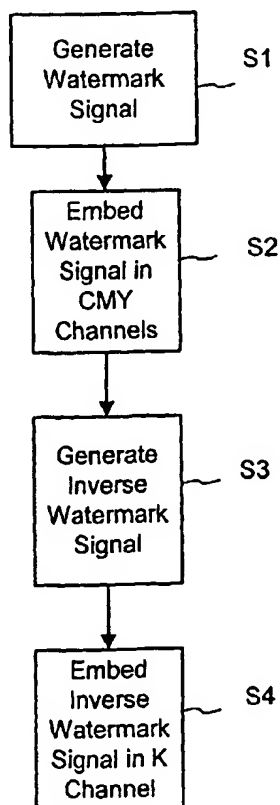 Generate
Watermark
Signal
S1
Embed
Watermark
Signal in
CMY
Channels
S2
Generate
Inverse
Watermark
Signal
S3
Embed
Inverse
Watermark
Signal in K
Channel
S4